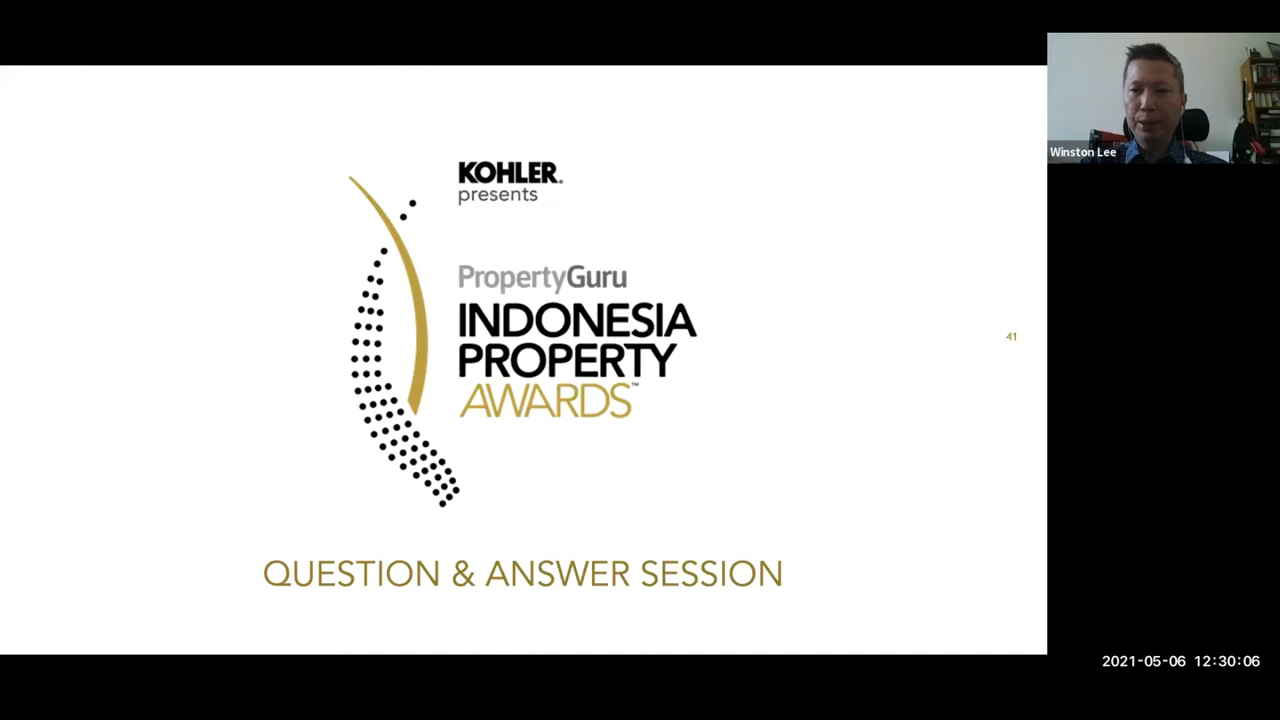 KOHLER®
presents
PropertyGuru
INDONESIA
PROPERTY
AWARDS™
41
QUESTION & ANSWER SESSION
Winston Lee
2021-05-06 12:30:06